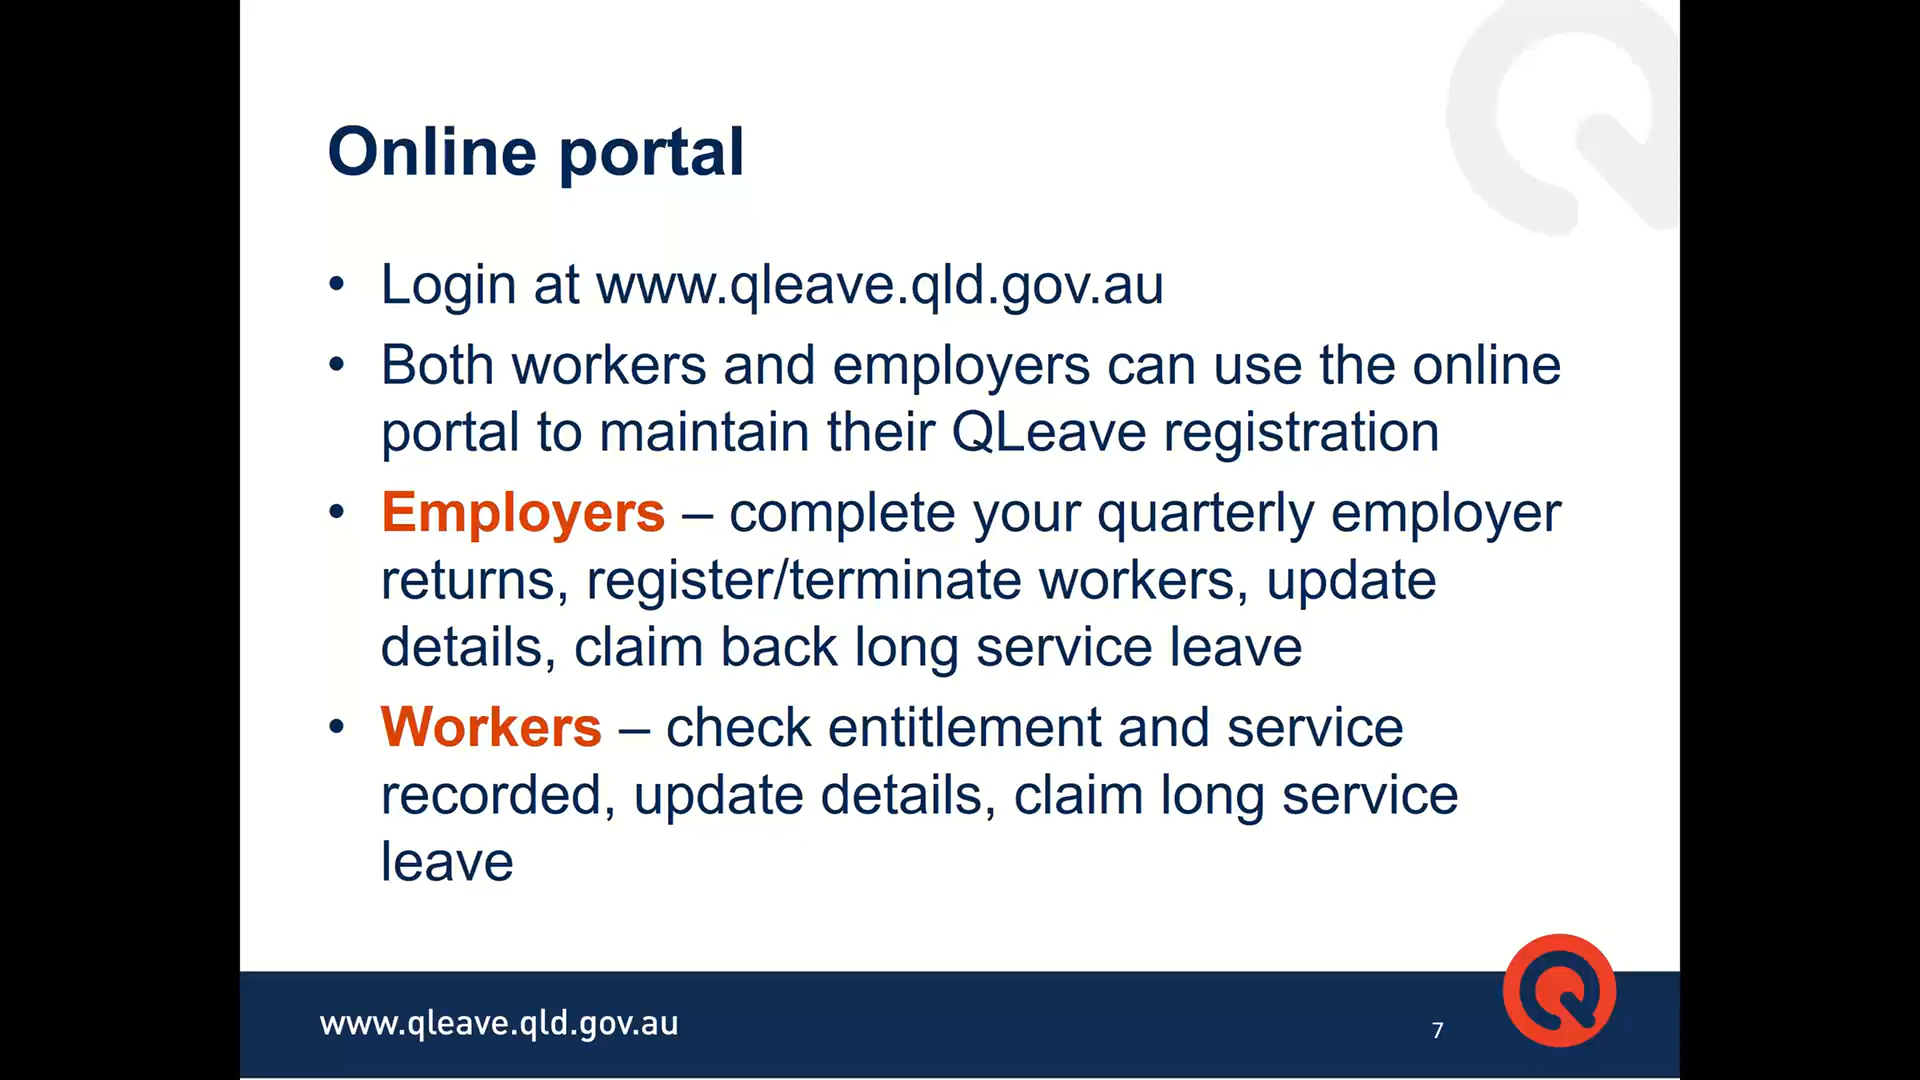 Online portal
• Login at www.qleave.qld.gov.au
• Both workers and employers can use the online
portal to maintain their QLeave registration
• Employers – complete your quarterly employer
returns, register/terminate workers, update
details, claim back long service leave
• Workers – check entitlement and service
recorded, update details, claim long service
leave
www.qleave.qld.gov.au
7